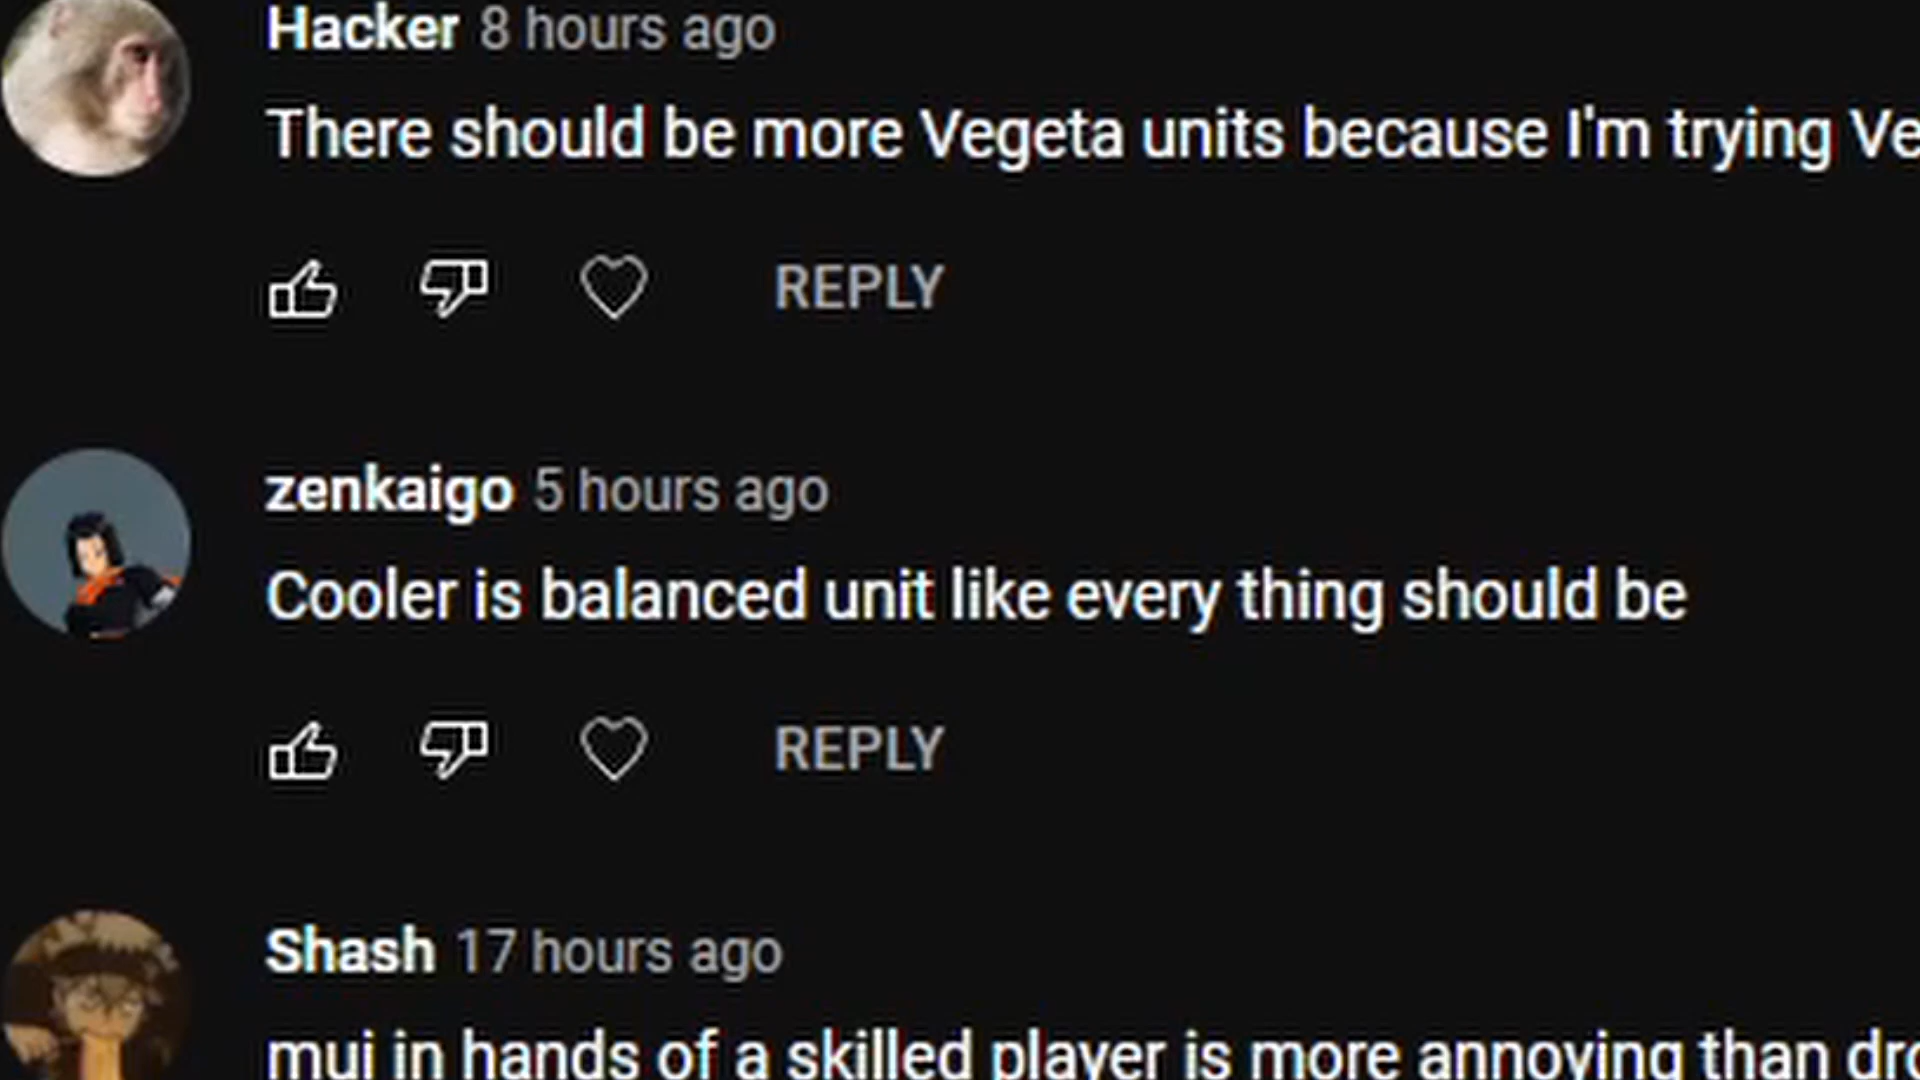 Hacker 8 hours ago
There should be more Vegeta units because I'm trying
REPLY
zenkaigo 5 hours ago
Cooler is balanced unit like every thing should be
REPLY
Shash 17 hours ago
mui in hands of a skilled player is more annoying than